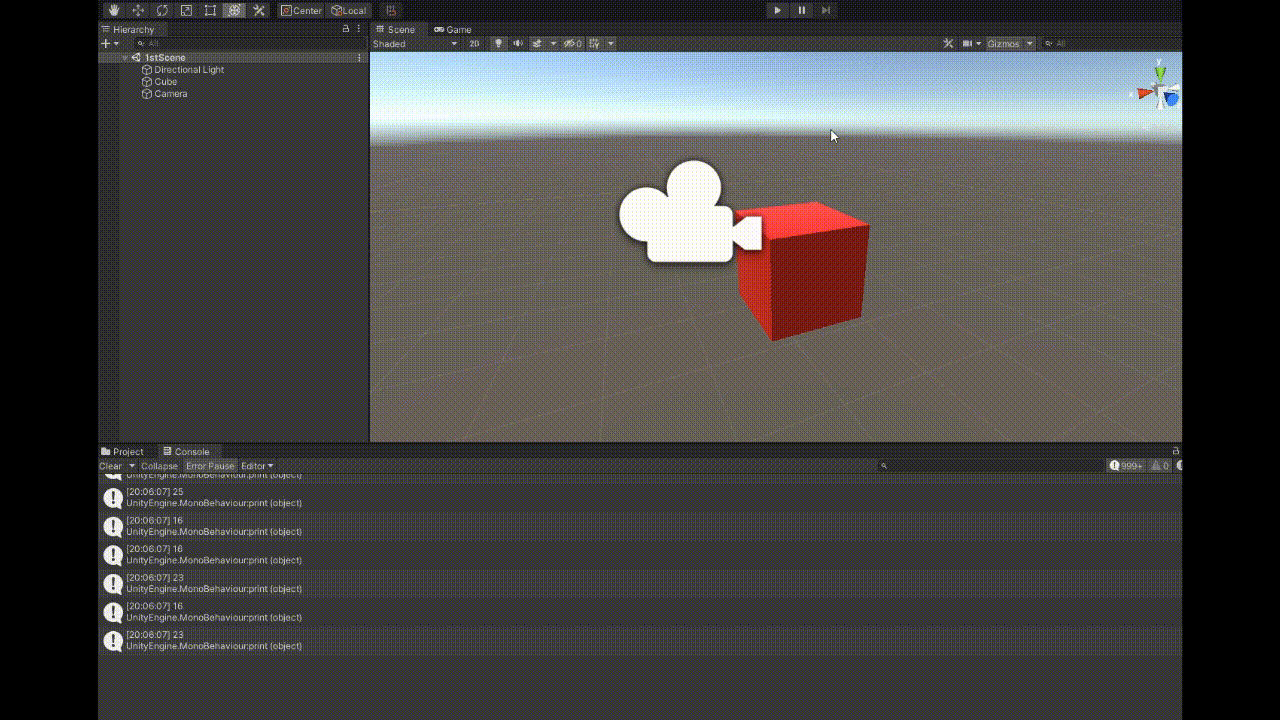 Center Local
Hierarchy
Scene Game
All
Shaded 2D 0 Gizmos All
1stScene
Directional Light
Cube
Camera
y
x
Project Console
Clear Collapse Error Pause Editor 999+ 0
UnityEngine.MonoBehaviour:print (object)
[20:06:07] 25
UnityEngine.MonoBehaviour:print (object)
[20:06:07] 16
UnityEngine.MonoBehaviour:print (object)
[20:06:07] 16
UnityEngine.MonoBehaviour:print (object)
[20:06:07] 23
UnityEngine.MonoBehaviour:print (object)
[20:06:07] 16
UnityEngine.MonoBehaviour:print (object)
[20:06:07] 23
UnityEngine.MonoBehaviour:print (object)